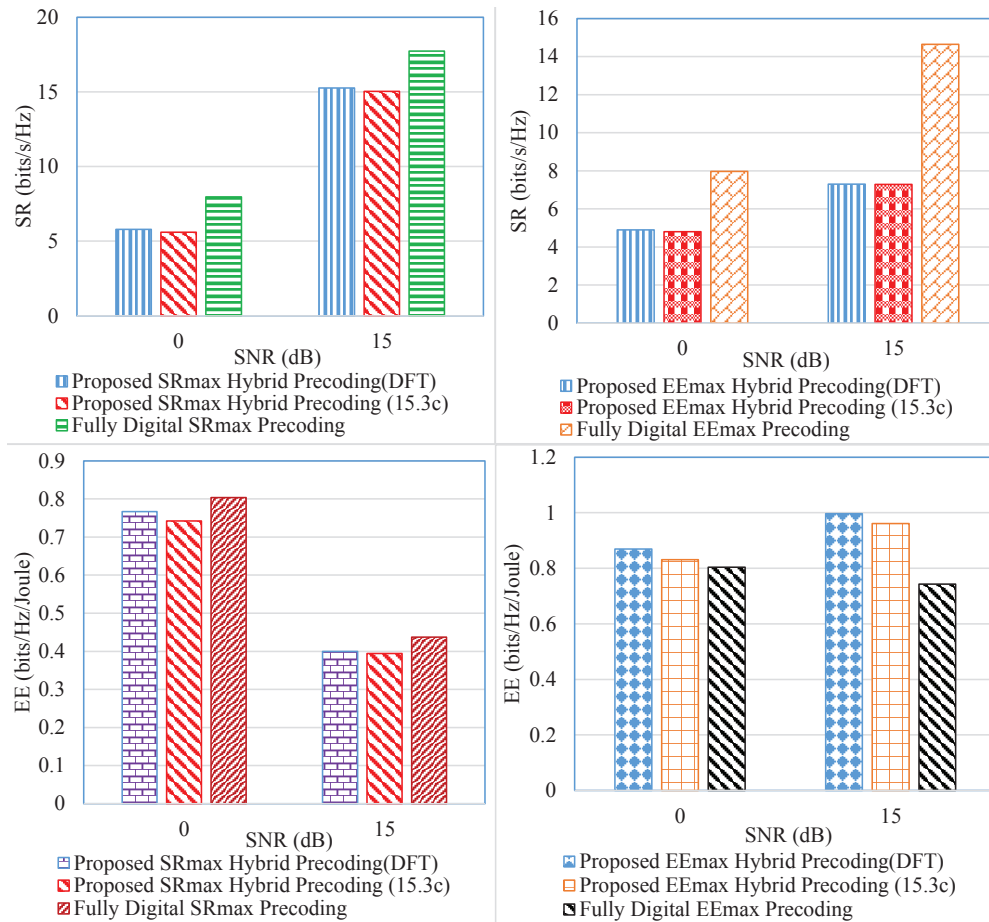 20
15
10
5
0
SR (bits/s/Hz)
0
15
SNR (dB)
Proposed SRmax Hybrid Precoding(DFT)
Proposed SRmax Hybrid Precoding (15.3c)
Fully Digital SRmax Precoding
16
14
12
10
8
6
4
2
0
SR (bits/s/Hz)
0
15
SNR (dB)
Proposed EEmax Hybrid Precoding(DFT)
Proposed EEmax Hybrid Precoding (15.3c)
Fully Digital EEmax Precoding
0.9
0.8
0.7
0.6
0.5
0.4
0.3
0.2
0.1
0
EE (bits/Hz/Joule)
0
15
SNR (dB)
Proposed SRmax Hybrid Precoding(DFT)
Proposed SRmax Hybrid Precoding (15.3c)
Fully Digital SRmax Precoding
1.2
1
0.8
0.6
0.4
0.2
0
EE (bits/Hz/Joule)
0
15
SNR (dB)
Proposed EEmax Hybrid Precoding(DFT)
Proposed EEmax Hybrid Precoding (15.3c)
Fully Digital EEmax Precoding